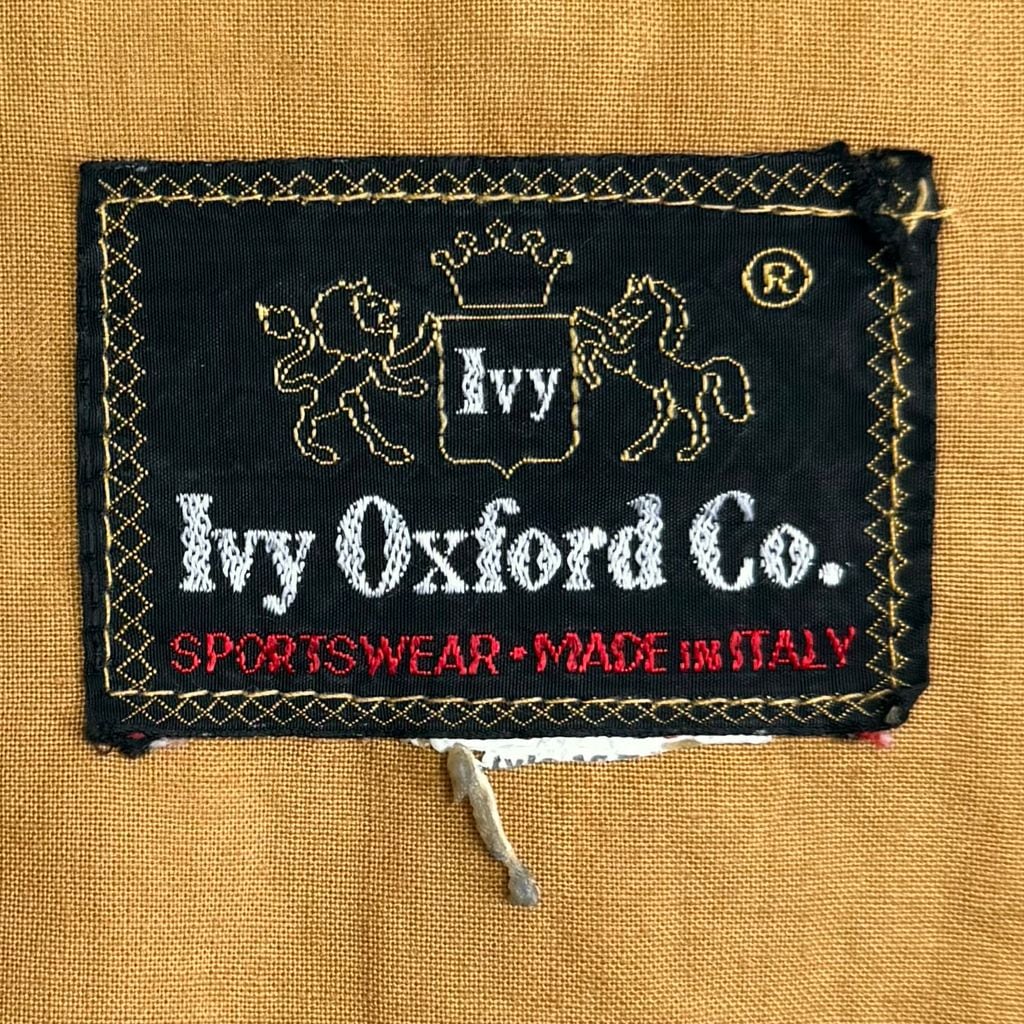 ®
Ivy
Ivy Oxford Co.
SPORTSWEAR • MADE IN ITALY